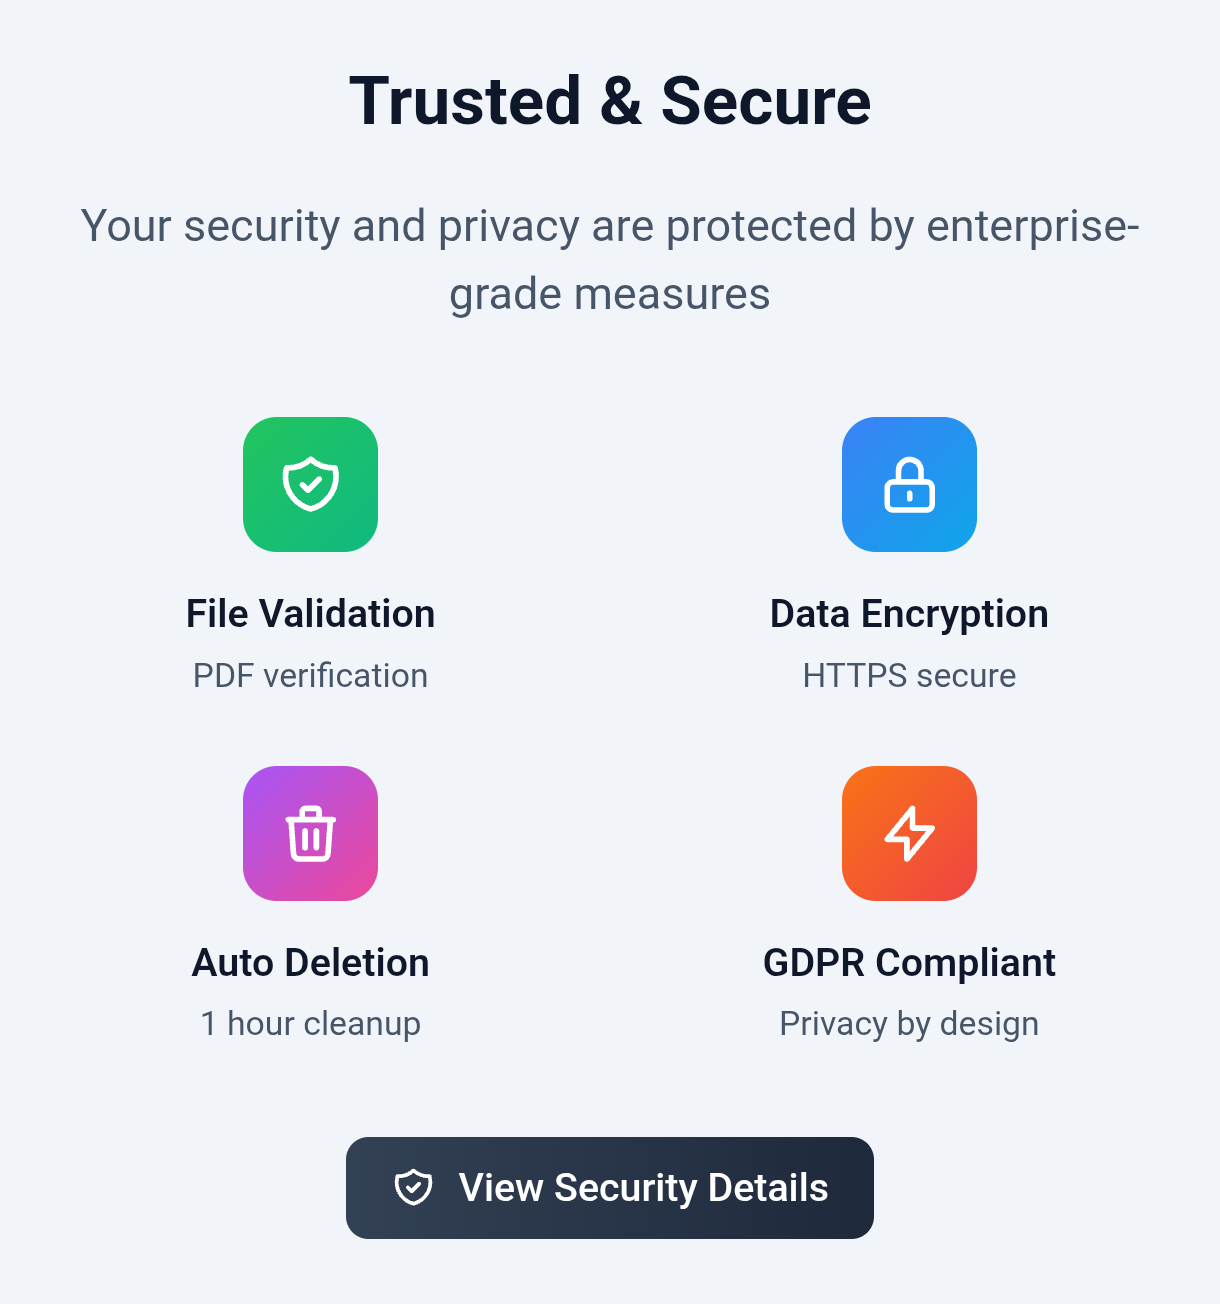 Trusted & Secure
Your security and privacy are protected by enterprise-
grade measures
File Validation
PDF verification
Data Encryption
HTTPS secure
Auto Deletion
1 hour cleanup
GDPR Compliant
Privacy by design
View Security Details